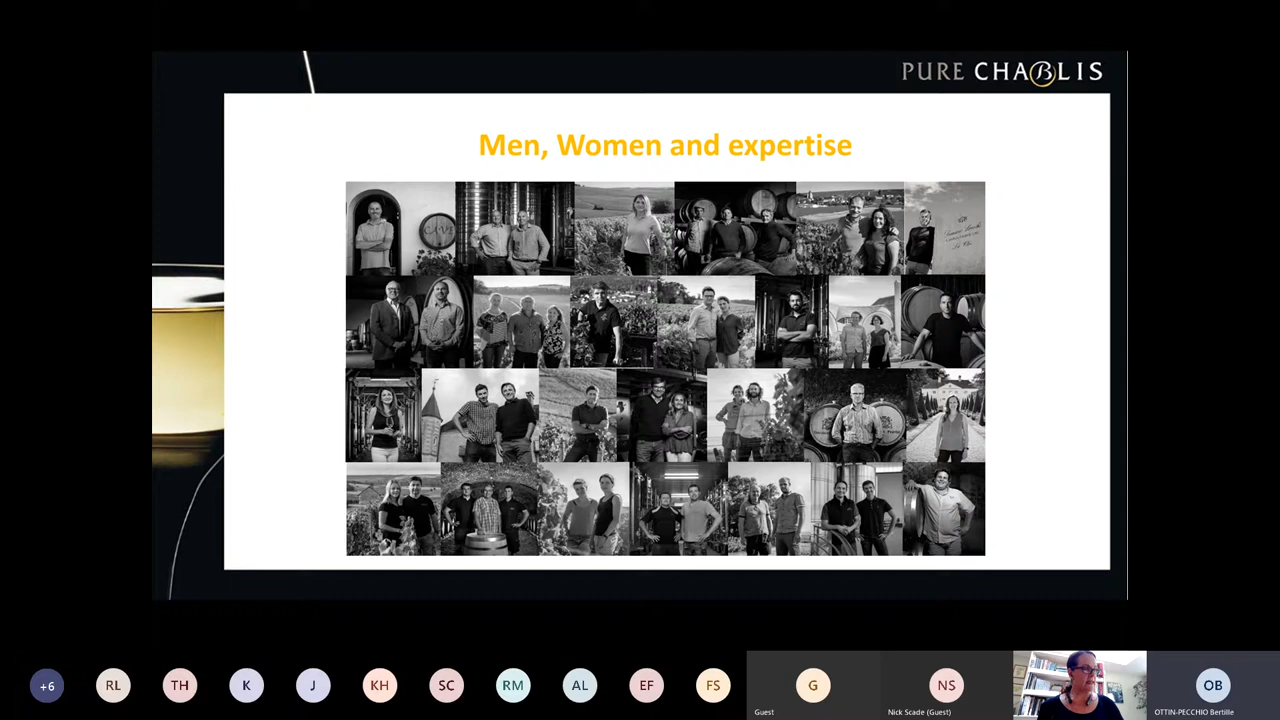 PURE CHABLIS
Men, Women and expertise
+6
RL
TH
K
J
KH
SC
RM
AL
EF
FS
G
NS
OB
Guest
Nick Scade (Guest)
OTTIN-PECCHIO Bertille